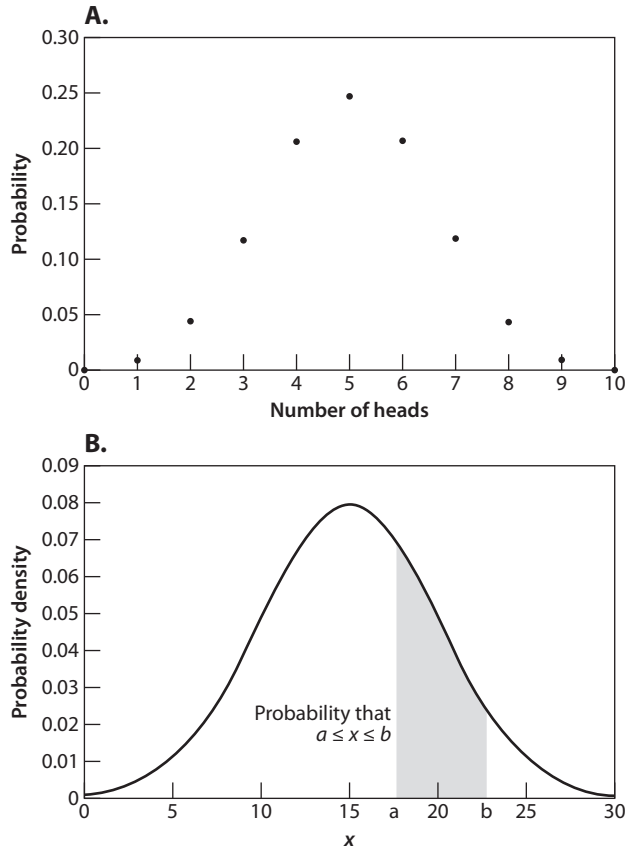 A.
0.30
0.25
0.20
0.15
0.10
0.05
0
Probability
0 1 2 3 4 5 6 7 8 9 10
Number of heads
B.
0.09
0.08
0.07
0.06
0.05
0.04
0.03
0.02
0.01
0
Probability density
Probability that
a ≤ x ≤ b
0 5 10 15 a 20 b 25 30
x